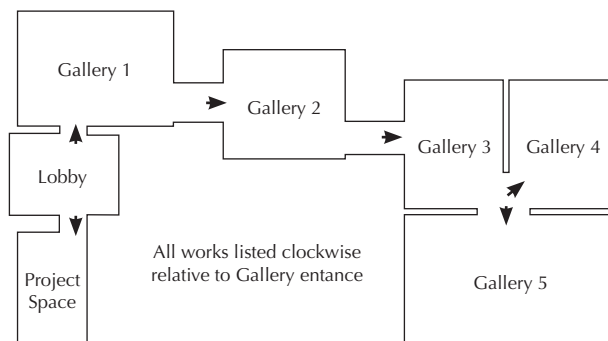 Gallery 1
Gallery 2
Gallery 3
Gallery 4
Lobby
All works listed clockwise
relative to Gallery entance
Project
Space
Gallery 5